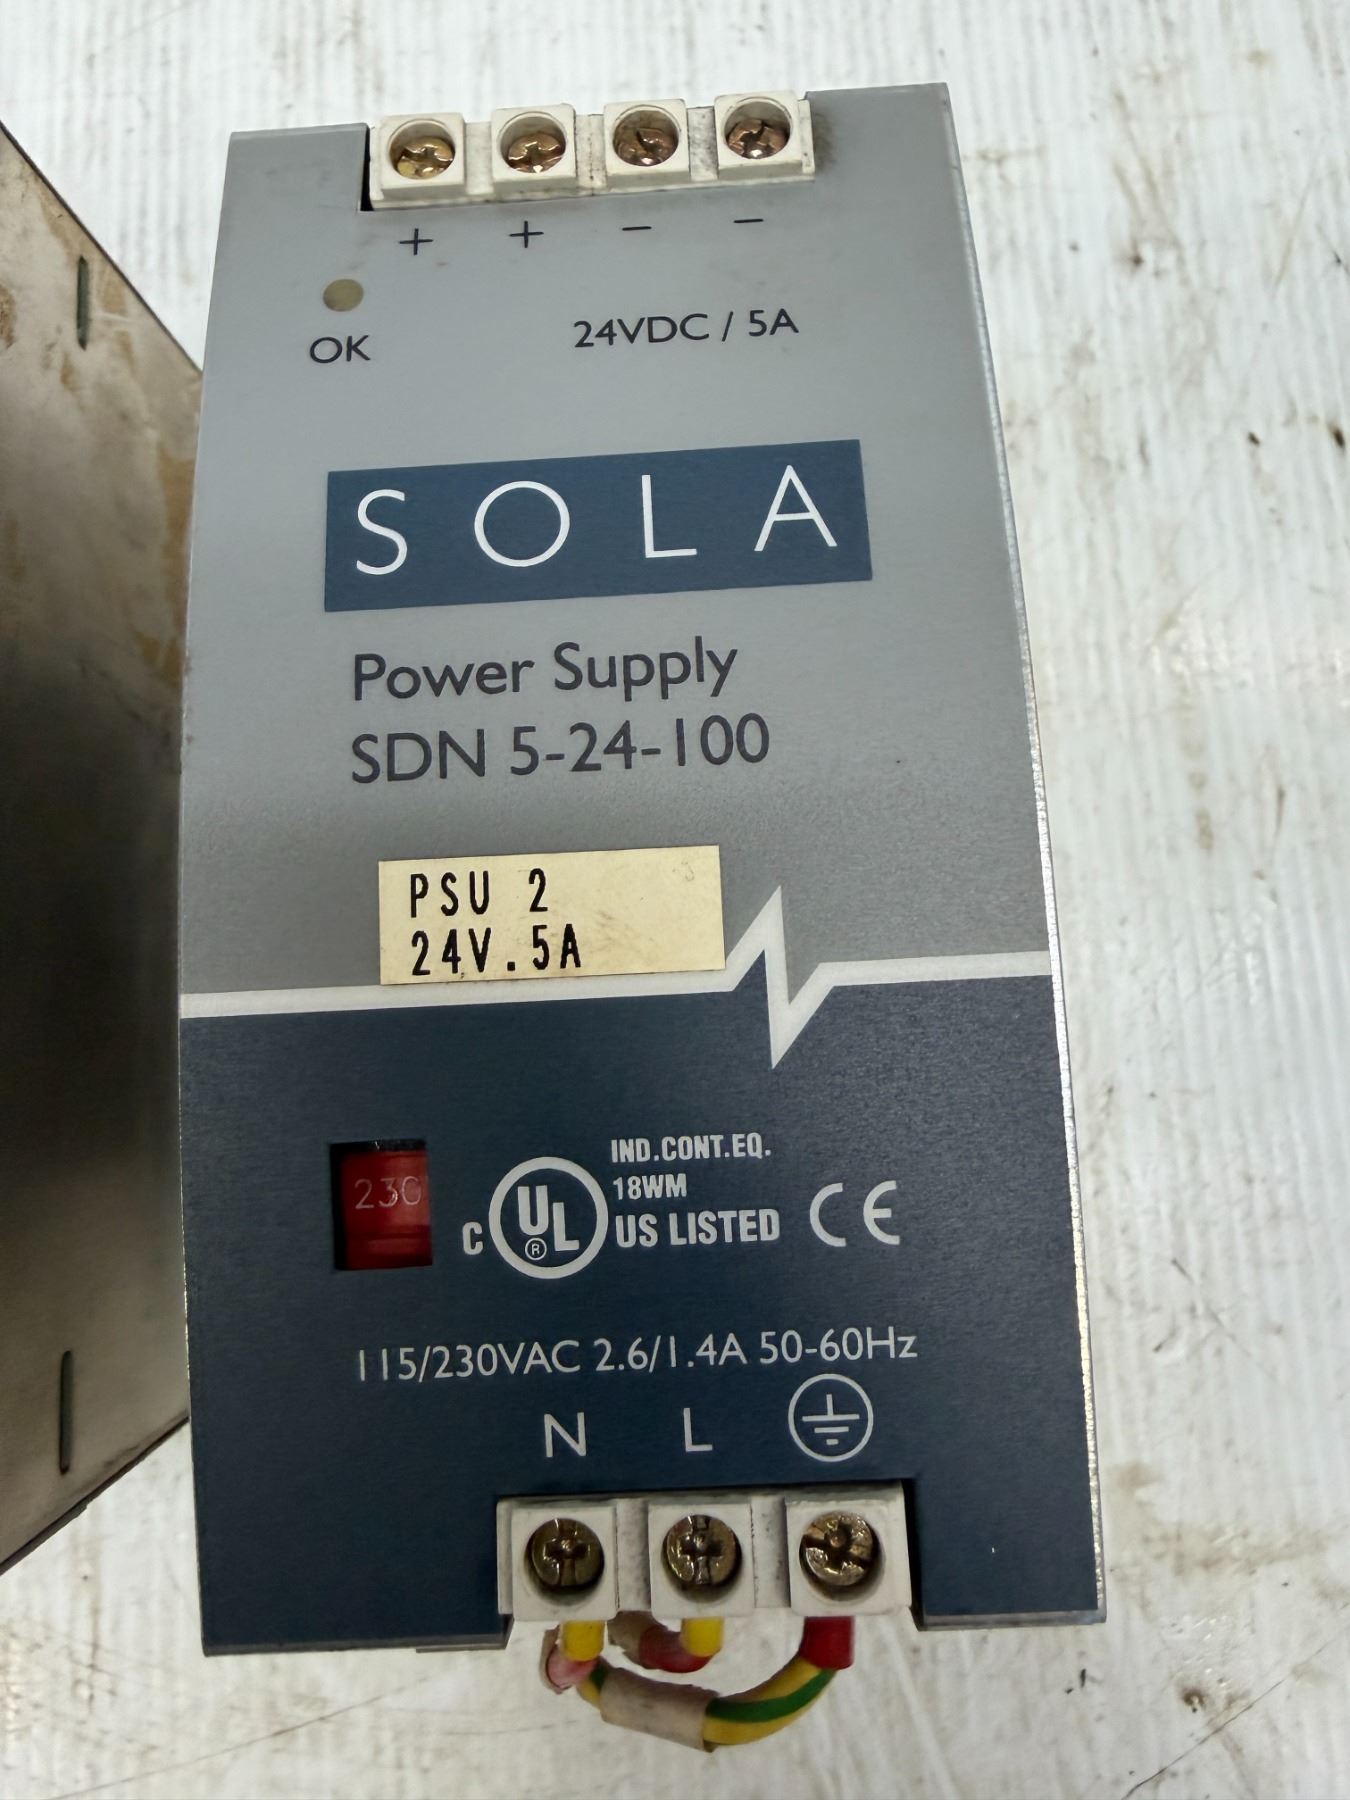 + + − −
OK
24VDC / 5A
SOLA
Power Supply
SDN 5-24-100
PSU 2
24V.5A
230
C UL ®
IND.CONT.EQ.
18WM
US LISTED
CE
115/230VAC 2.6/1.4A 50-60Hz
N L